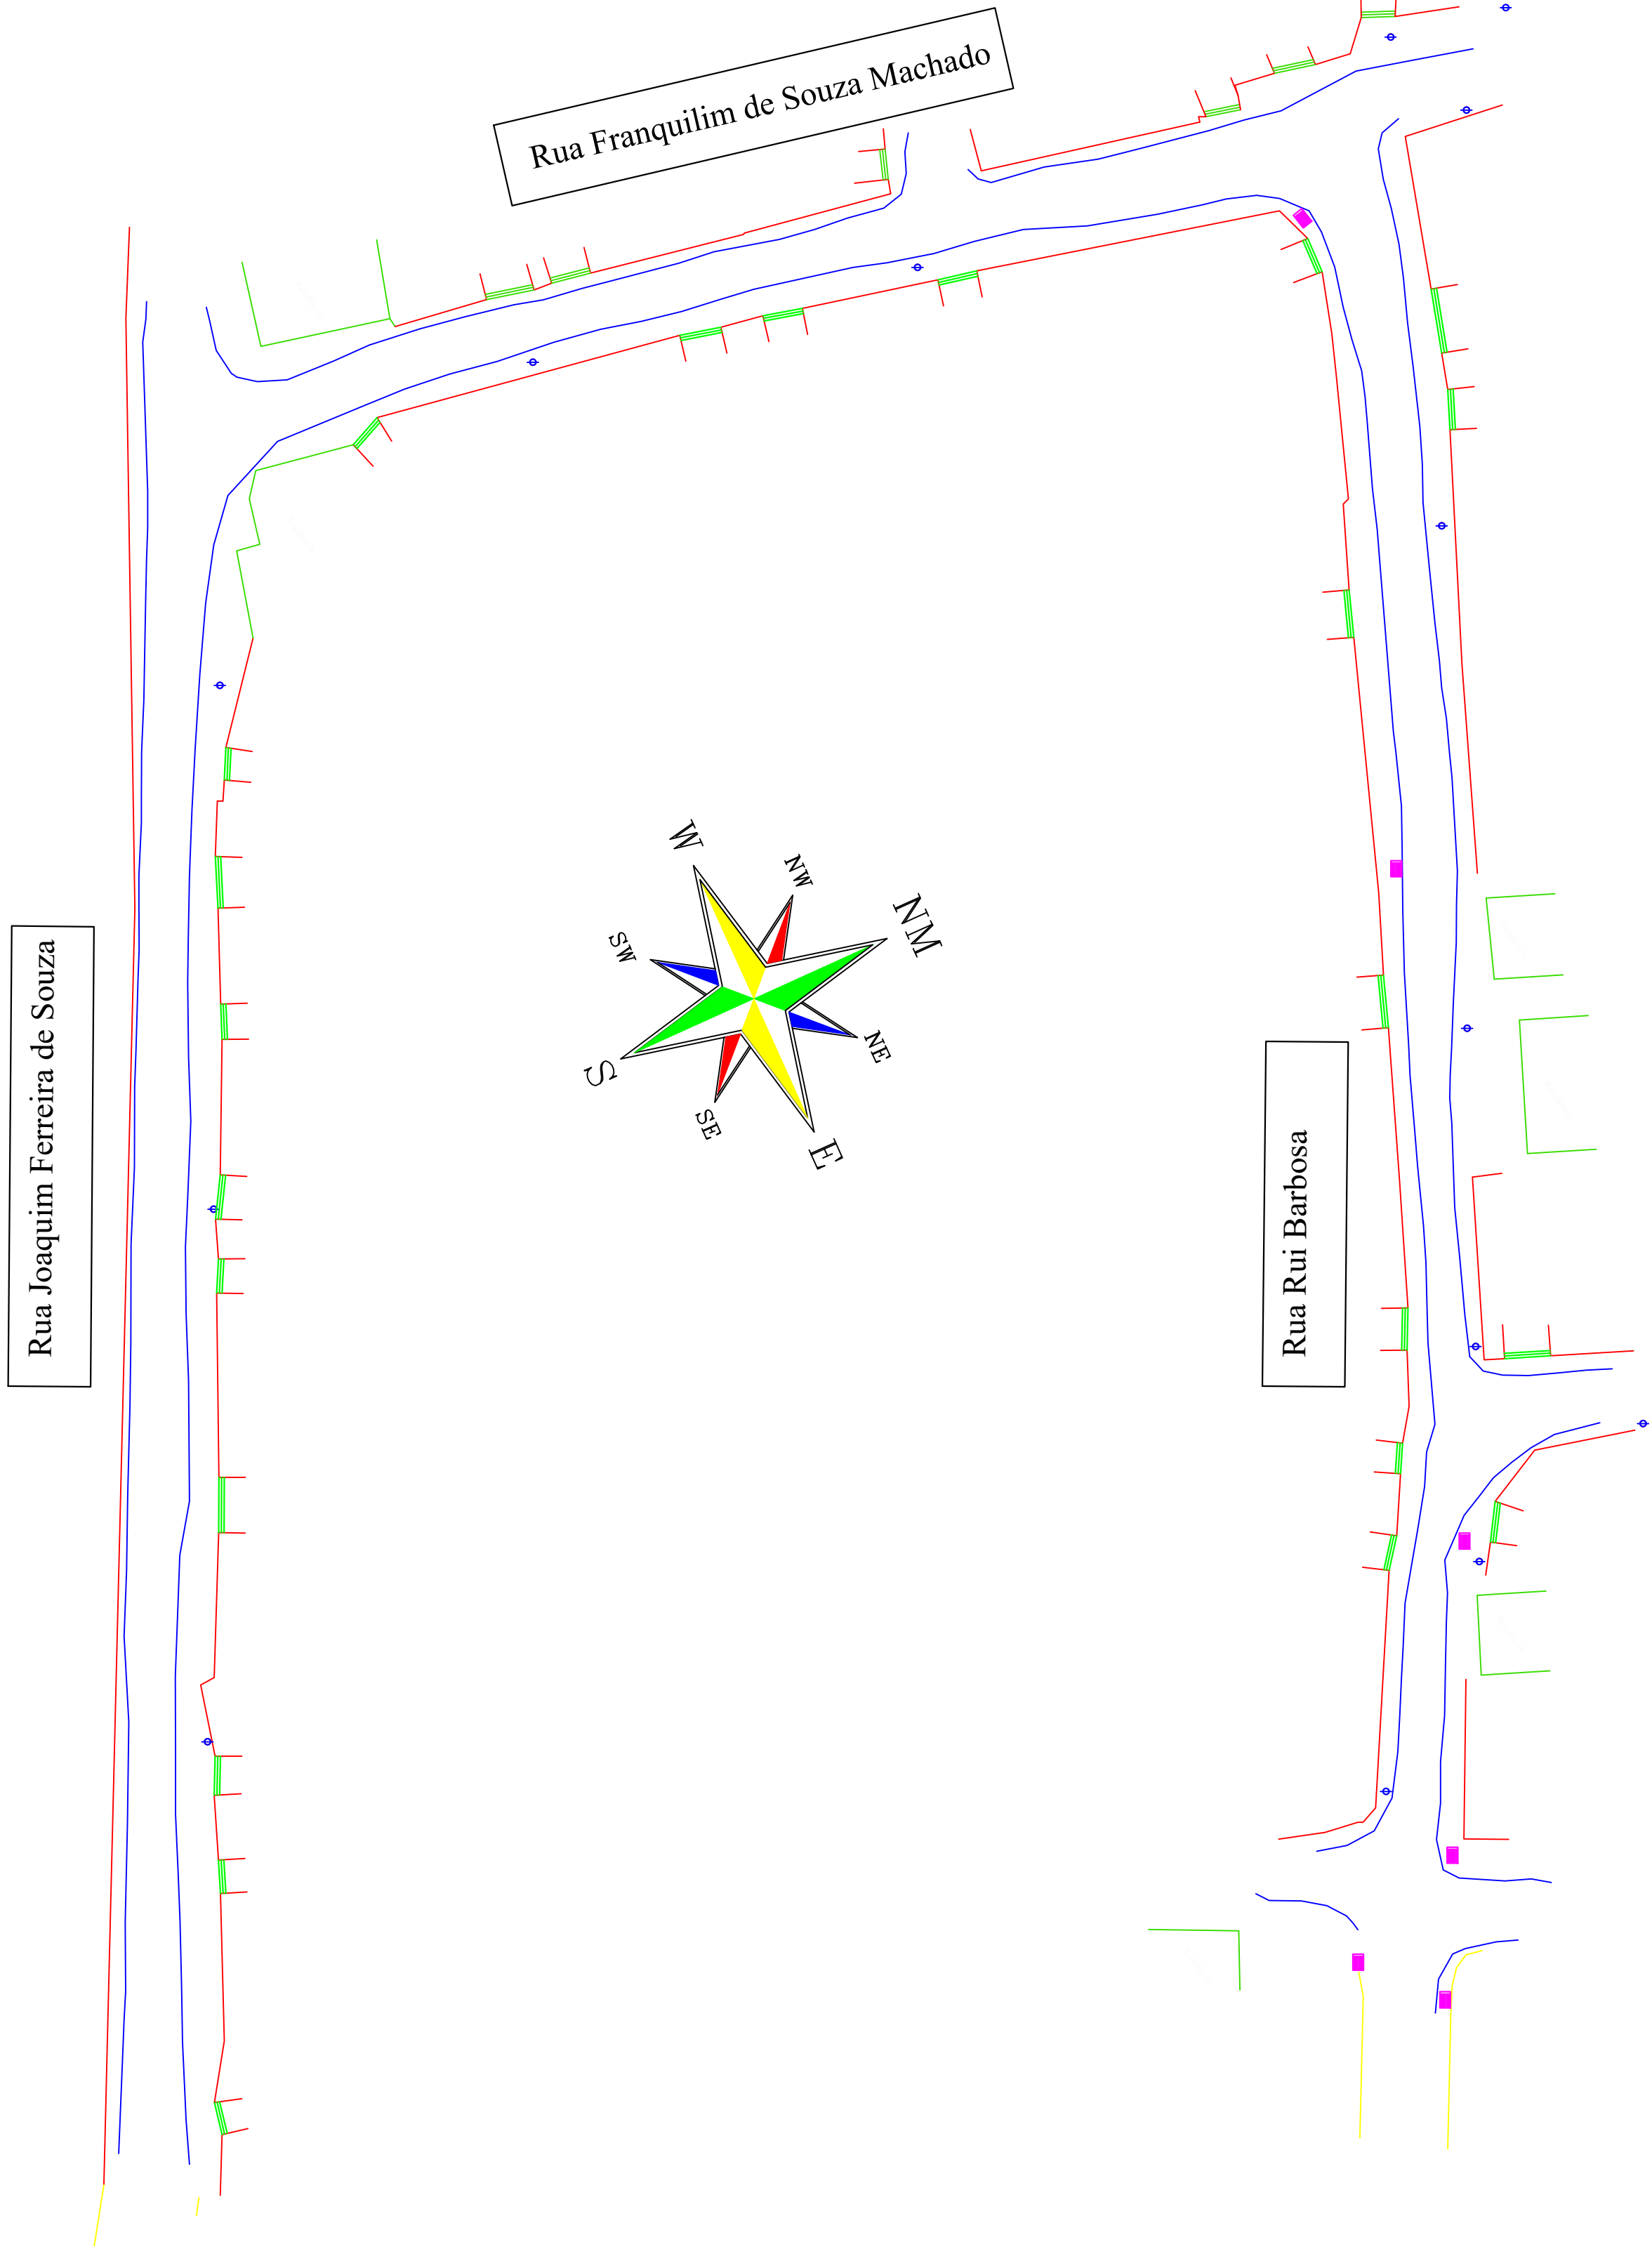 Rua Franquilim de Souza Machado
W
NW
NM
SW
NE
S
SE
E
Rua Joaquim Ferreira de Souza
Rua Rui Barbosa